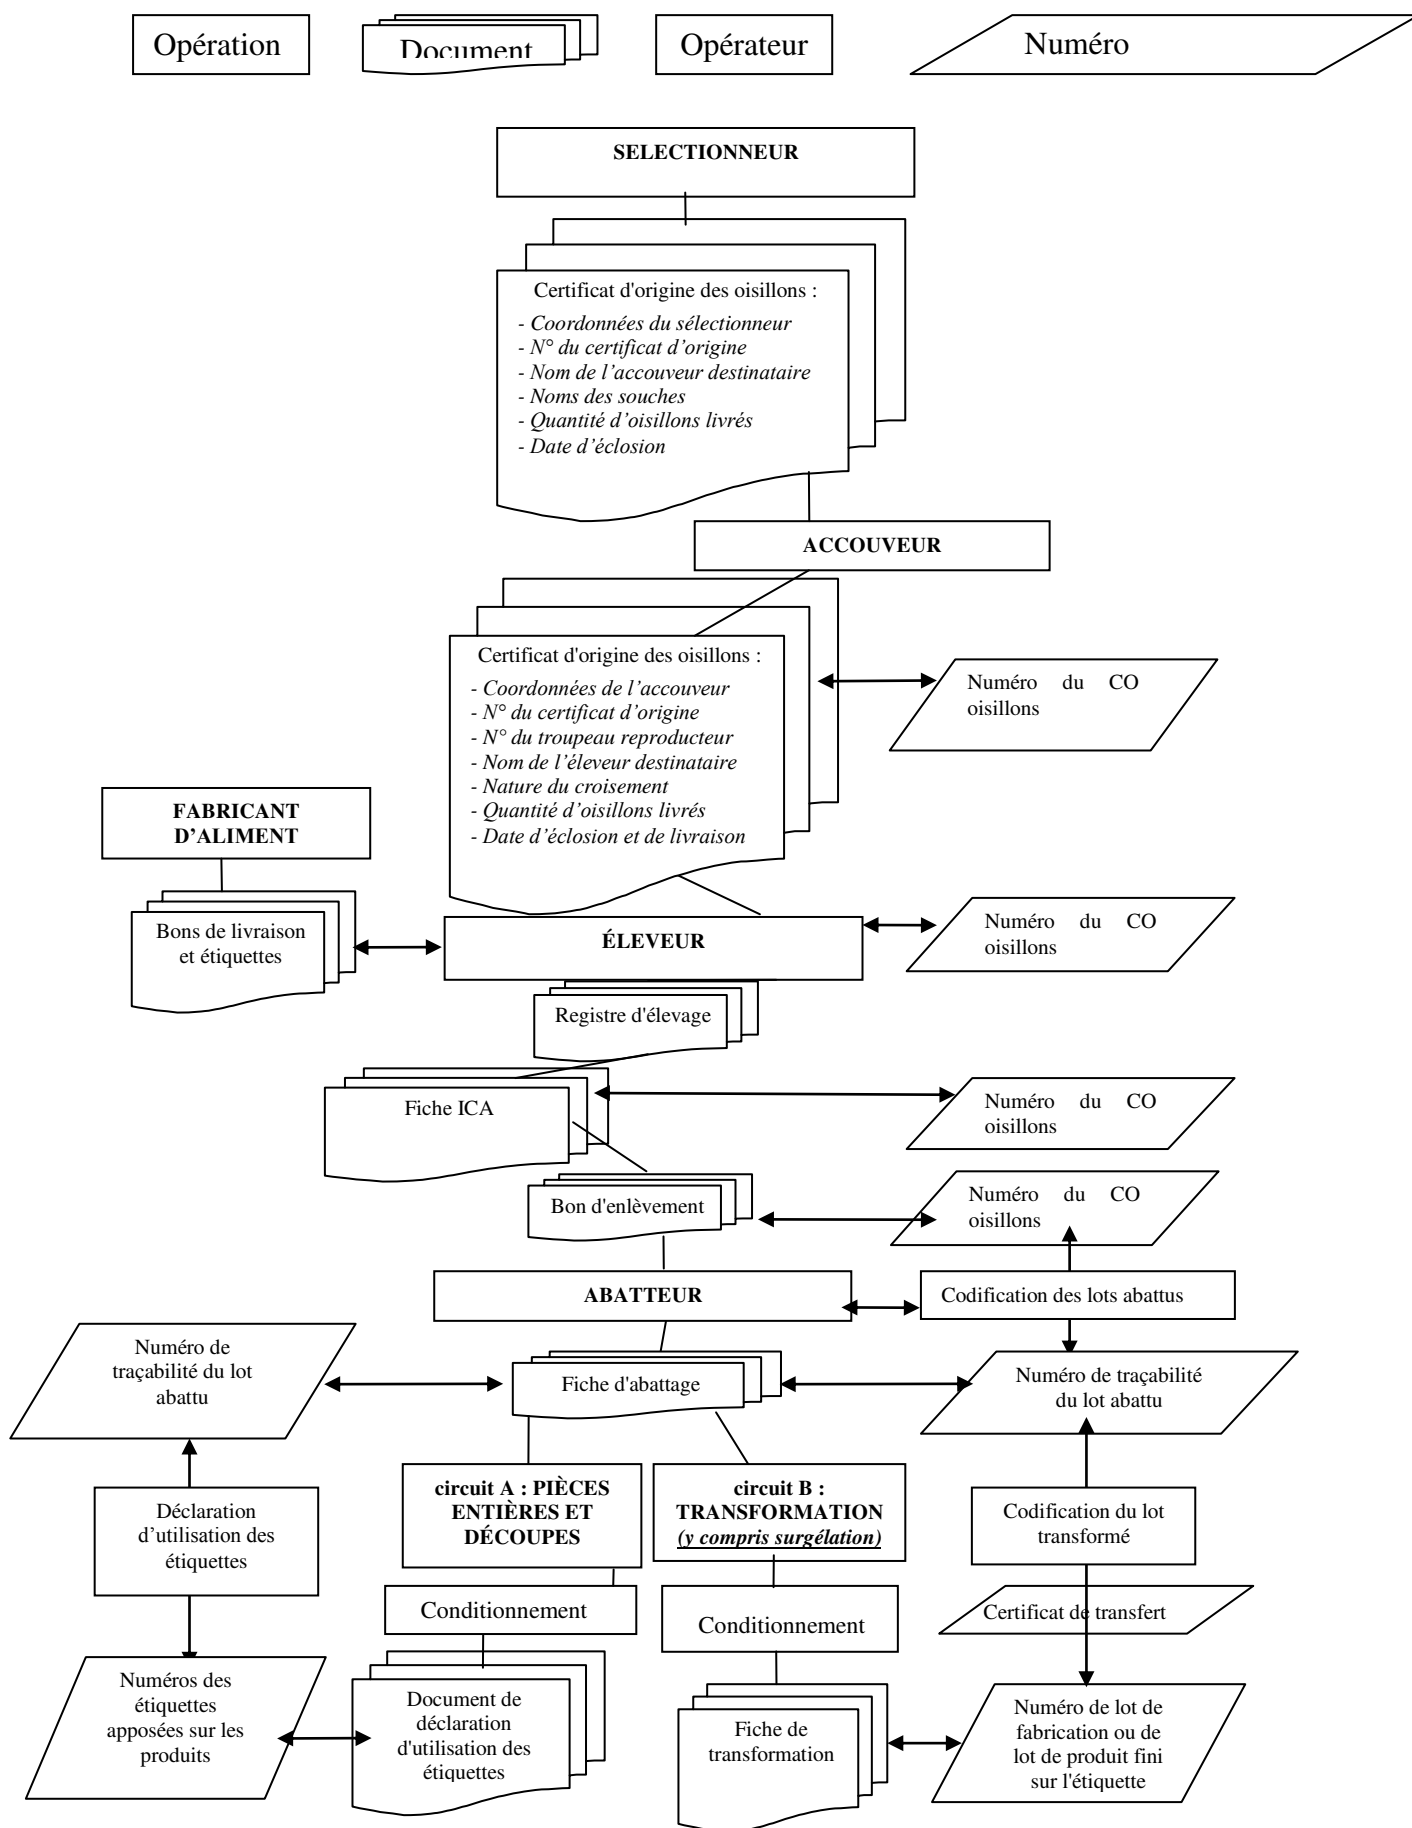 Opération
Document
Opérateur
Numéro
SELECTIONNEUR
Certificat d'origine des oisillons :
- Coordonnées du sélectionneur
- N° du certificat d’origine
- Nom de l’accouveur destinataire
- Noms des souches
- Quantité d’oisillons livrés
- Date d’éclosion
ACCOUVEUR
Certificat d'origine des oisillons :
- Coordonnées de l’accouveur
- N° du certificat d’origine
- N° du troupeau reproducteur
- Nom de l’éleveur destinataire
- Nature du croisement
- Quantité d’oisillons livrés
- Date d’éclosion et de livraison
Numéro du CO
oisillons
FABRICANT
D’ALIMENT
Bons de livraison
et étiquettes
ÉLEVEUR
Numéro du CO
oisillons
Registre d'élevage
Fiche ICA
Numéro du CO
oisillons
Bon d'enlèvement
Numéro du CO
oisillons
ABATTEUR
Codification des lots abattus
Numéro de
traçabilité du lot
abattu
Fiche d'abattage
Numéro de traçabilité
du lot abattu
Déclaration
d’utilisation des
étiquettes
circuit A : PIÈCES
ENTIÈRES ET
DÉCOUPES
circuit B :
TRANSFORMATION
(y compris surgélation)
Codification du lot
transformé
Conditionnement
Conditionnement
Certificat de transfert
Numéros des
étiquettes
apposées sur les
produits
Document de
déclaration
d'utilisation des
étiquettes
Fiche de
transformation
Numéro de lot de
fabrication ou de
lot de produit fini
sur l'étiquette